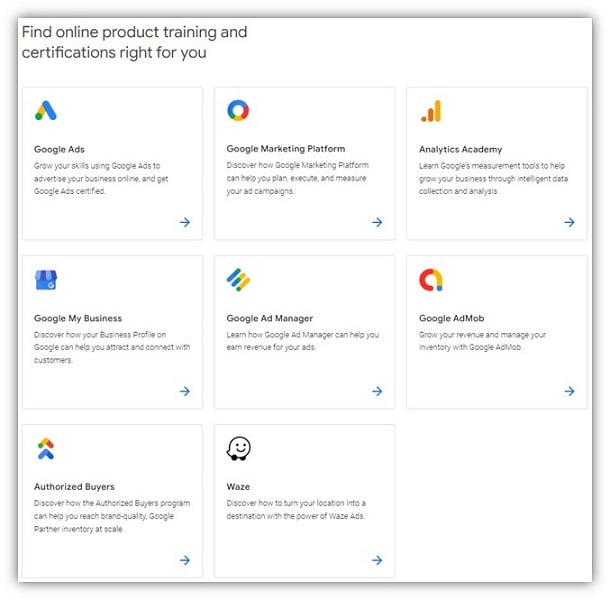 Find online product training and
certifications right for you
Google Ads
Grow your skills using Google Ads to
advertise your business online, and get
Google Ads certified.
Google Marketing Platform
Discover how Google Marketing Platform
can help you plan, execute, and measure
your ad campaigns.
Analytics Academy
Learn Google's measurement tools to help
grow your business through intelligent data
collection and analysis.
Google My Business
Discover how your Business Profile on
Google can help you attract and connect with
customers.
Google Ad Manager
Learn how Google Ad Manager can help you
earn revenue for your ads.
Google AdMob
Grow your revenue and manage your
inventory with Google AdMob.
Authorized Buyers
Discover how the Authorized Buyers program
can help you reach brand-quality, Google
Partner inventory at scale.
Waze
Discover how to turn your location into a
destination with the power of Waze Ads.